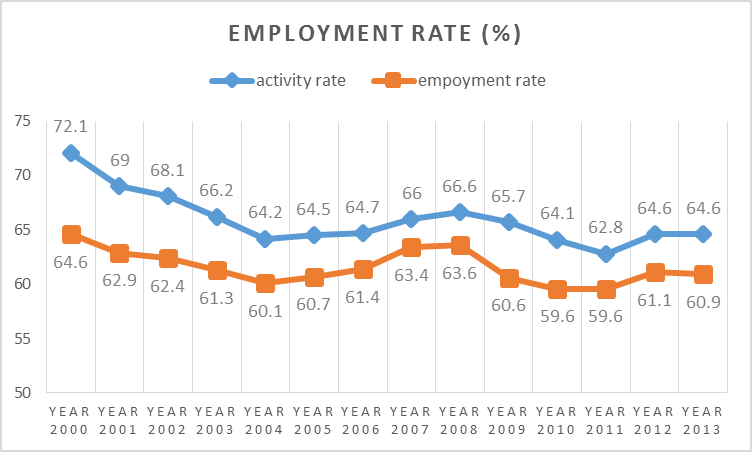 EMPLOYMENT RATE (%)
activity rate empoyment rate
75
70
65
60
55
50
72.1 69 68.1 66.2 64.2 64.5 64.7 66 66.6 65.7 64.1 62.8 64.6 64.6
64.6 62.9 62.4 61.3 60.1 60.7 61.4 63.4 63.6 60.6 59.6 59.6 61.1 60.9
YEAR YEAR YEAR YEAR YEAR YEAR YEAR YEAR YEAR YEAR YEAR YEAR YEAR YEAR
2000 2001 2002 2003 2004 2005 2006 2007 2008 2009 2010 2011 2012 2013